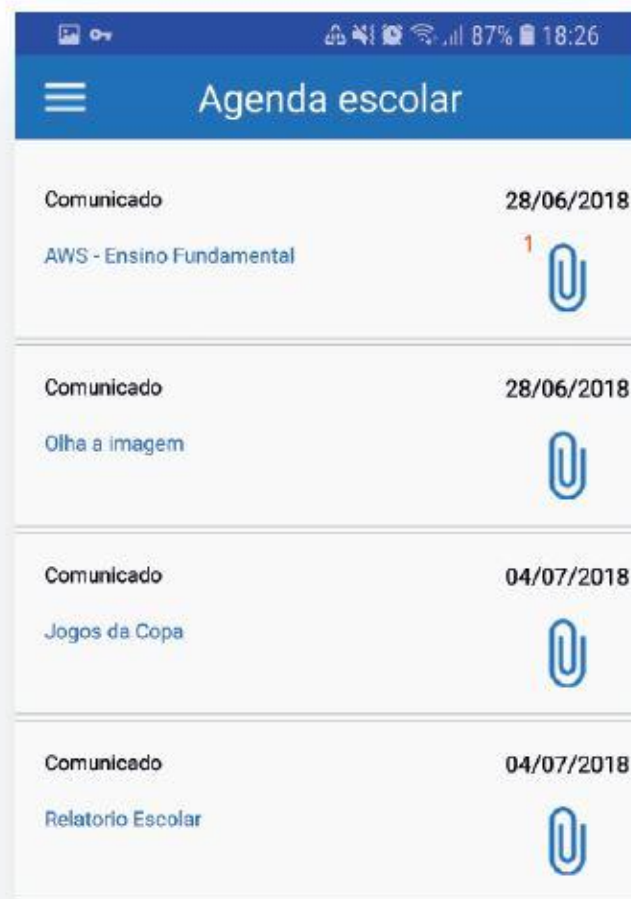 87% 18:26
Agenda escolar
Comunicado 28/06/2018
AWS - Ensino Fundamental 1
Comunicado 28/06/2018
Olha a imagem
Comunicado 04/07/2018
Jogos da Copa
Comunicado 04/07/2018
Relatorio Escolar